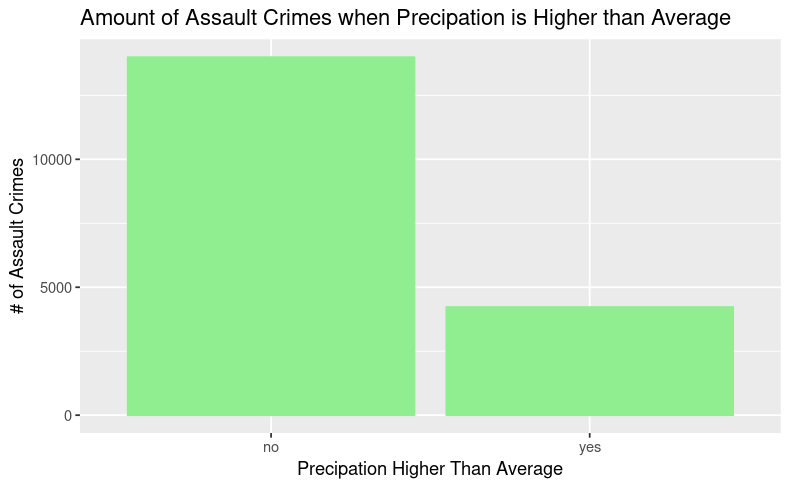 Amount of Assault Crimes when Precipation is Higher than Average
# of Assault Crimes
10000
5000
0
no yes
Precipation Higher Than Average